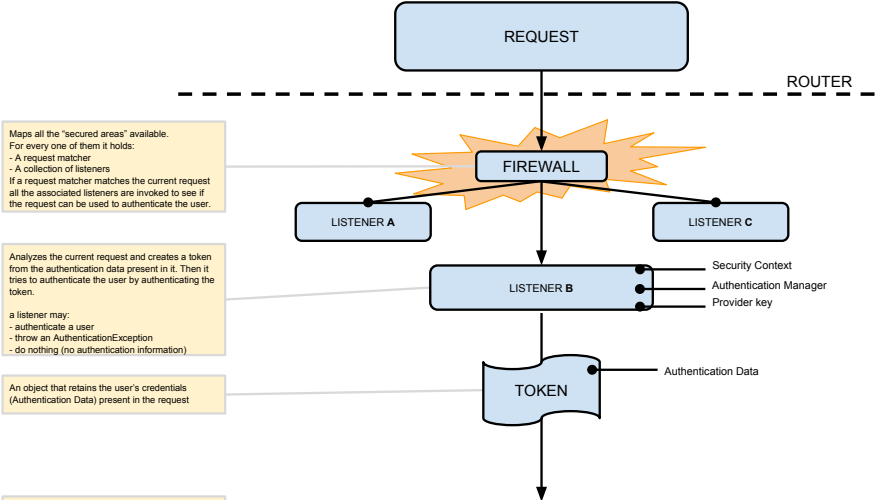 REQUEST
ROUTER
Maps all the “secured areas” available.
For every one of them it holds:
- A request matcher
- A collection of listeners
If a request matcher matches the current request
all the associated listeners are invoked to see if
the request can be used to authenticate the user.
FIREWALL
LISTENER A
LISTENER C
Analyzes the current request and creates a token
from the authentication data present in it. Then it
tries to authenticate the user by authenticating the
token.
a listener may:
- authenticate a user
- throw an AuthenticationException
- do nothing (no authentication information)
LISTENER B
Security Context
Authentication Manager
Provider key
An object that retains the user’s credentials
(Authentication Data) present in the request
TOKEN
Authentication Data